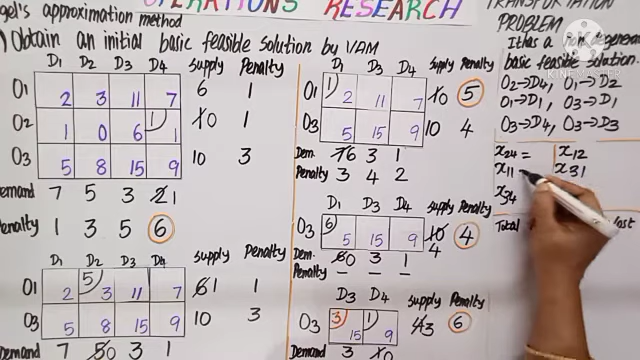 OPERATIONS RESEARCH
gel's approximation method
Obtain an initial basic feasible solution by VAM
D1 D2 D3 D4 Supply Penalty
O1 2 3 11 7 6 1
O2 1 0 6 1 1 1 0 1
O3 5 8 15 9 10 3
emand 7 5 3 2 1
enalty 1 3 5 6
D1 D2 D3 D4 supply Penalty
O1 2 5 3 11 7 6 1 1
O3 5 8 15 9 10 3
Demand 7 5 0 3 1
D1 D3 D4 supply Penalty
O1 1 2 11 7 1 0 5
O3 5 15 9 10 4
Dem. 7 6 3 1
Penalty 3 4 2
D1 D3 D4 Supply Penalty
O3 6 5 15 9 10 4 4
Dem. 6 0 3 1
Penalty – – –
D3 D4 Supply Penalty
O3 3 15 1 9 4 3 6
Demand 3 1 0
TRANSPORTATION
PROBLEM
It has a
basic feasible solution.
O2→D4, O1→D2
O1→D1, O3→D1
O3→D4, O3→D3
x24 = x12
x11 = x31
x34
Total cost
KINEMASTER